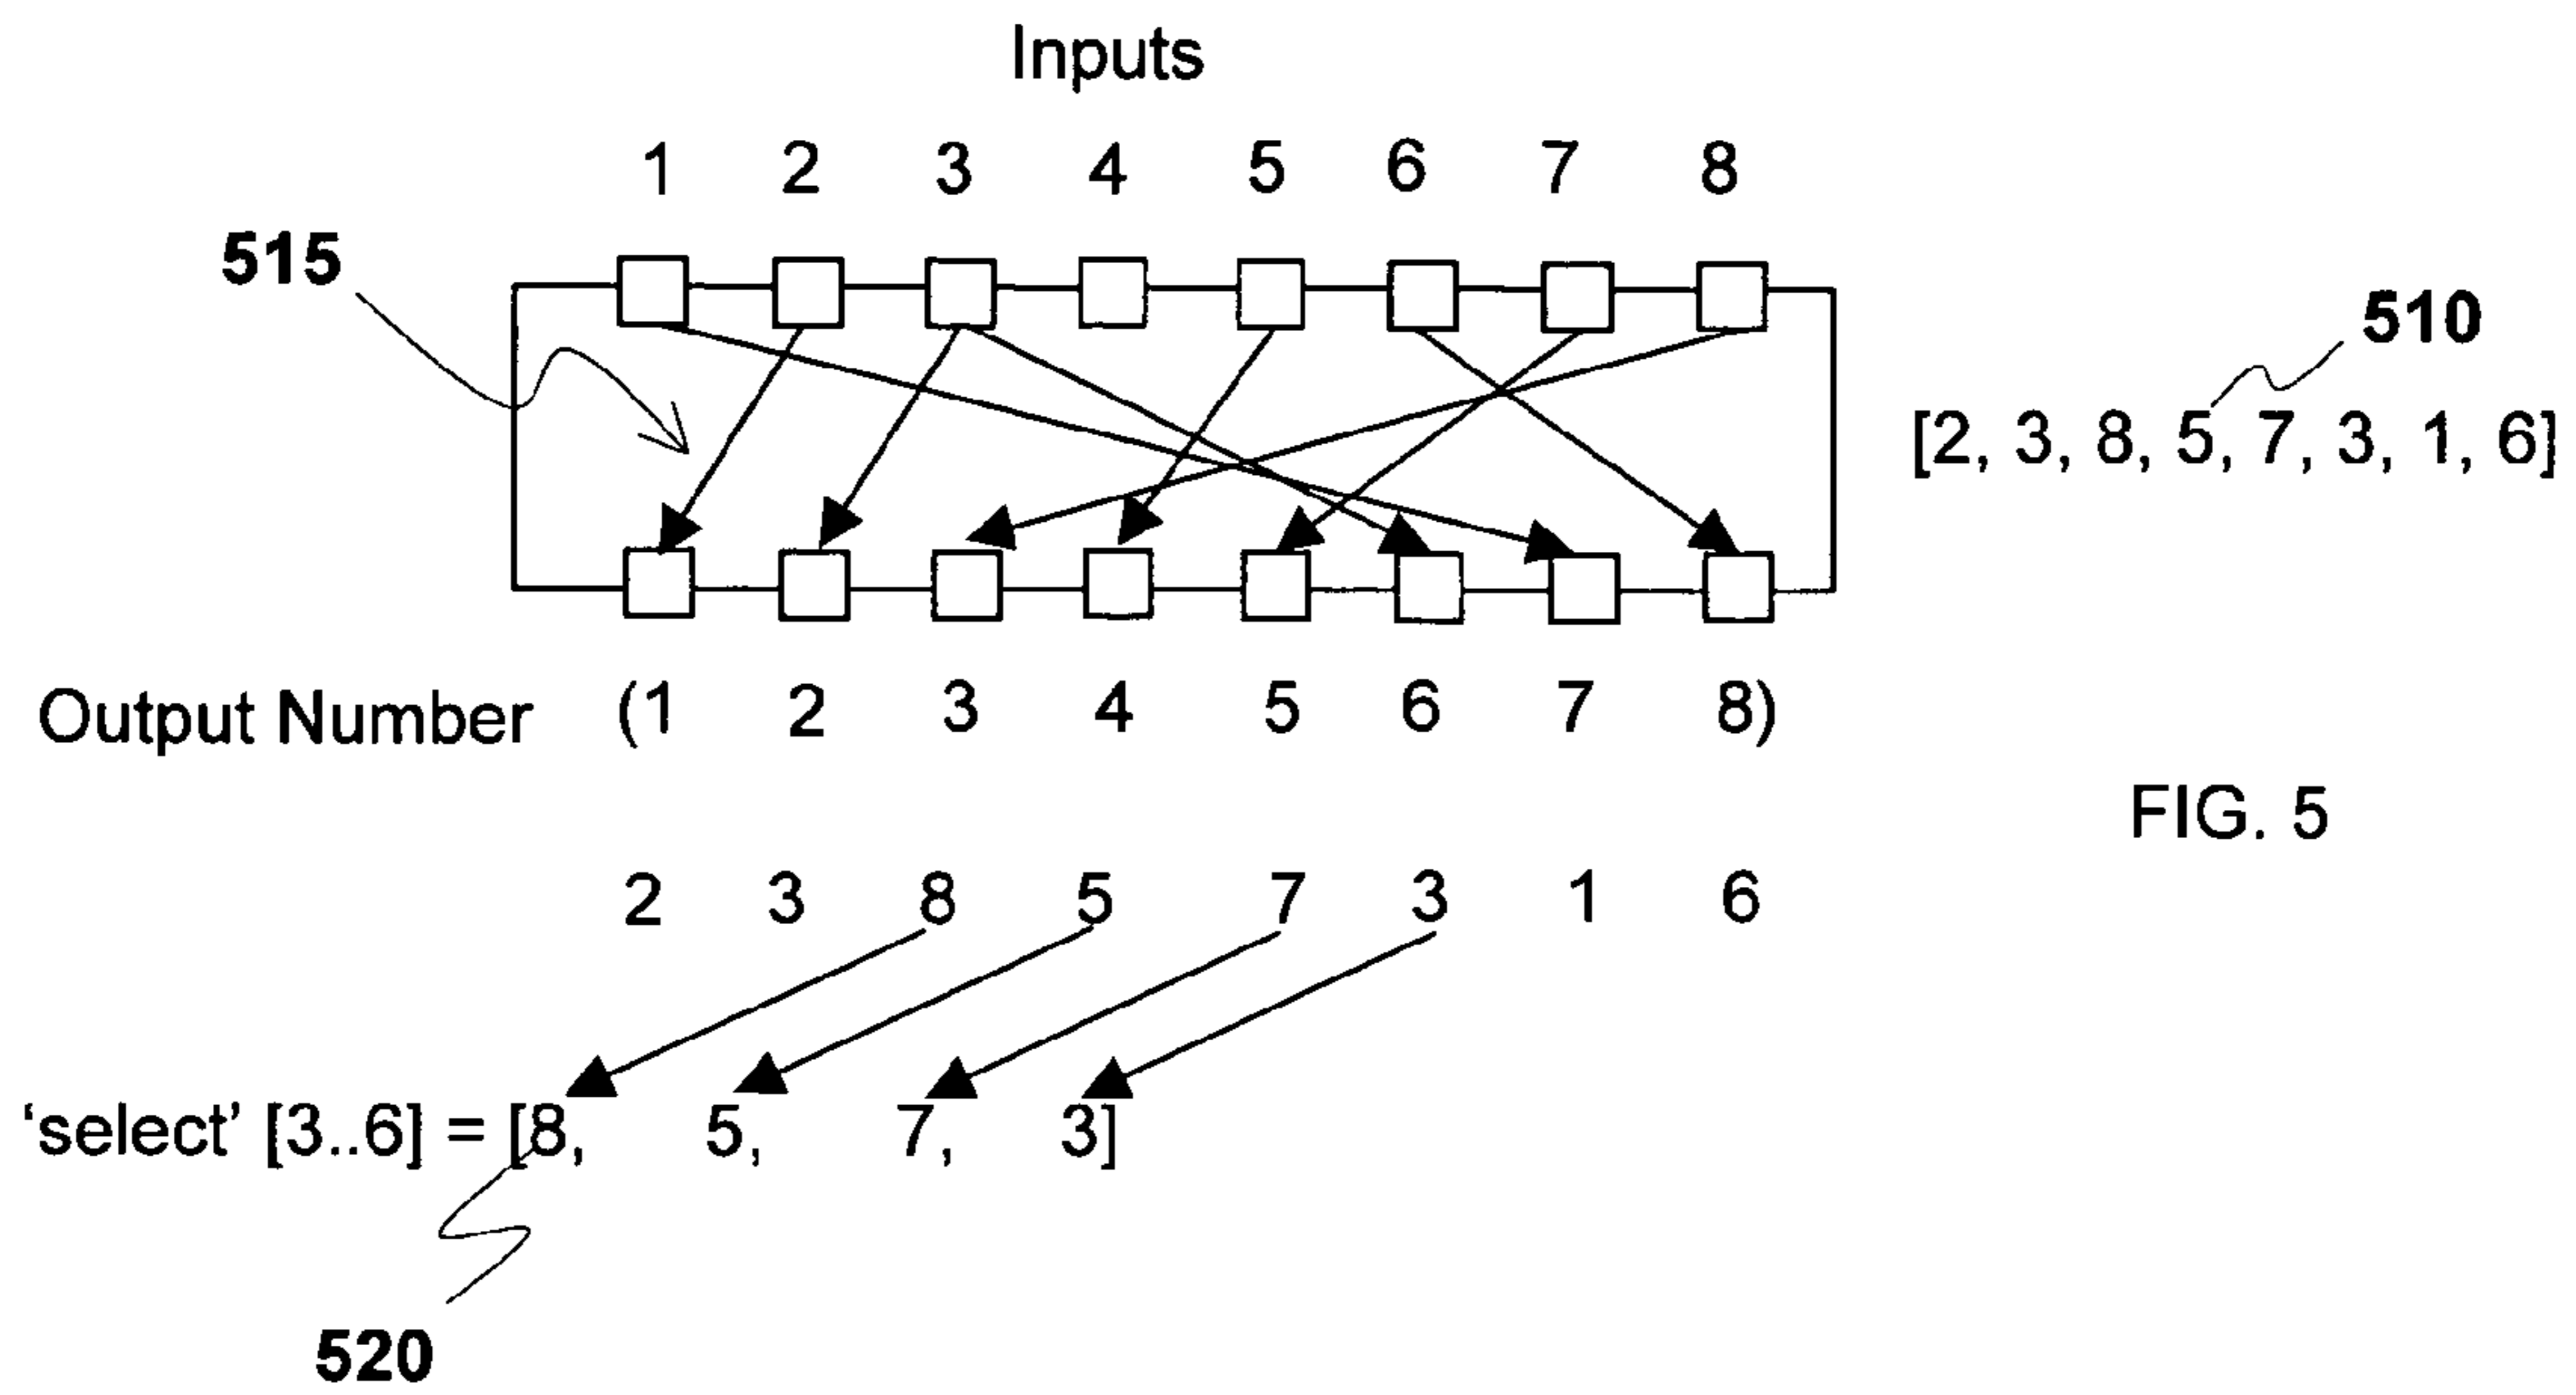 Inputs
1 2 3 4 5 6 7 8
515
510
[2, 3, 8, 5, 7, 3, 1, 6]
Output Number (1 2 3 4 5 6 7 8)
FIG. 5
2 3 8 5 7 3 1 6
‘select’ [3..6] = [8, 5, 7, 3]
520